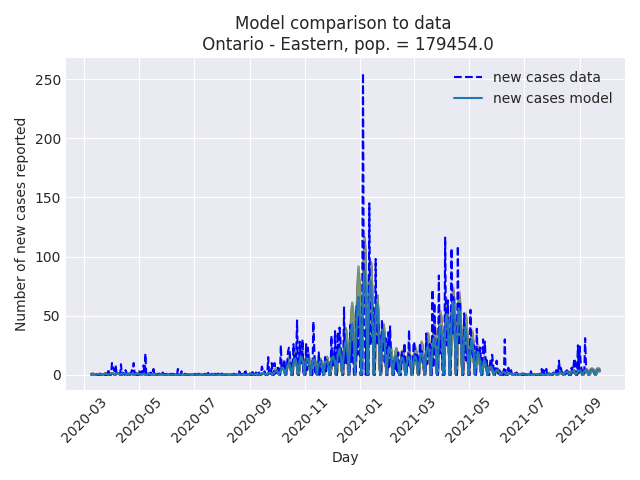 Model comparison to data
Ontario - Eastern, pop. = 179454.0
new cases data
new cases model
Number of new cases reported
250
200
150
100
50
0
2020-03
2020-05
2020-07
2020-09
2020-11
2021-01
2021-03
2021-05
2021-07
2021-09
Day